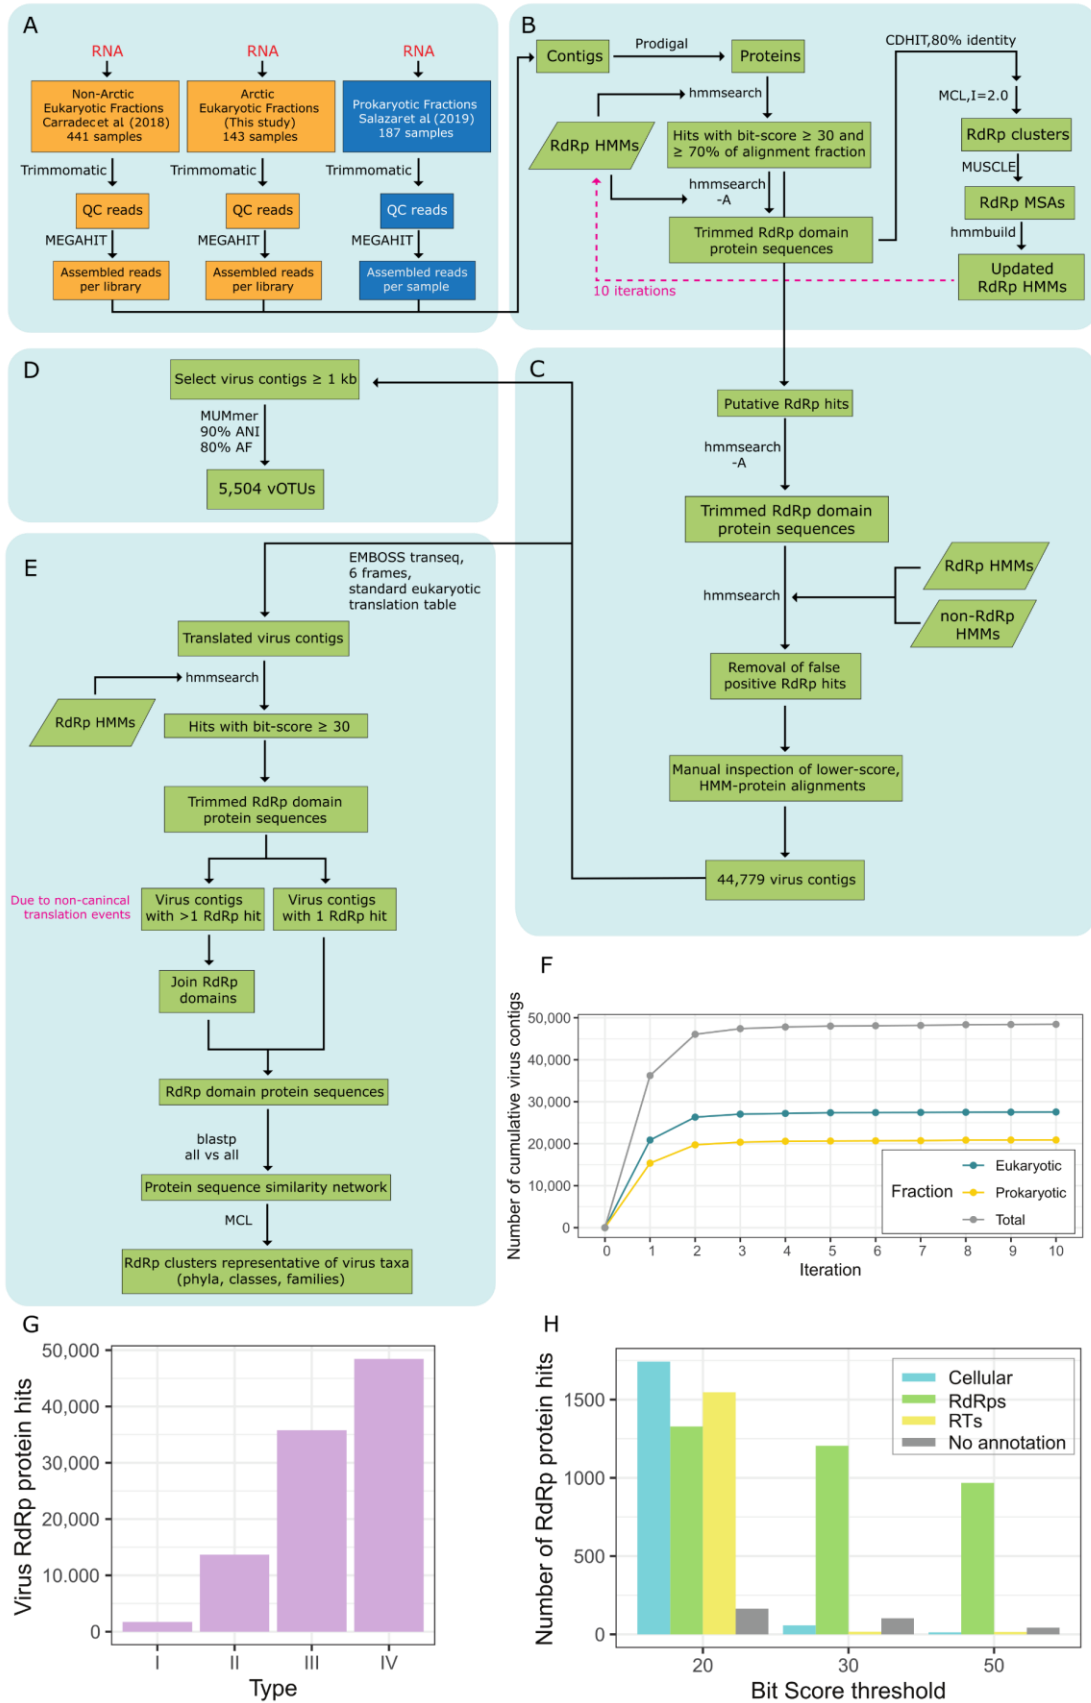 A
RNA
RNA
RNA
Non-Arctic
Eukaryotic Fractions
Carradec et al (2018)
441 samples
Arctic
Eukaryotic Fractions
(This study)
143 samples
Prokaryotic Fractions
Salazar et al (2019)
187 samples
Trimmomatic
Trimmomatic
Trimmomatic
QC reads
QC reads
QC reads
MEGAHIT
MEGAHIT
MEGAHIT
Assembled reads
per library
Assembled reads
per library
Assembled reads
per sample
B
Contigs
Prodigal
Proteins
CDHIT,80% identity
hmmsearch
MCL,I=2.0
RdRp HMMs
Hits with bit-score ≥ 30 and
≥ 70% of alignment fraction
RdRp clusters
MUSCLE
hmmsearch
-A
RdRp MSAs
hmmbuild
Trimmed RdRp domain
protein sequences
Updated
RdRp HMMs
10 iterations
C
Putative RdRp hits
hmmsearch
-A
Trimmed RdRp domain
protein sequences
RdRp HMMs
hmmsearch
non-RdRp
HMMs
Removal of false
positive RdRp hits
Manual inspection of lower-score,
HMM-protein alignments
44,779 virus contigs
D
Select virus contigs ≥ 1 kb
MUMmer
90% ANI
80% AF
5,504 vOTUs
E
EMBOSS transeq,
6 frames,
standard eukaryotic
translation table
Translated virus contigs
hmmsearch
RdRp HMMs
Hits with bit-score ≥ 30
Trimmed RdRp domain
protein sequences
Due to non-canincal
translation events
Virus contigs
with >1 RdRp hit
Virus contigs
with 1 RdRp hit
Join RdRp
domains
RdRp domain protein sequences
blastp
all vs all
Protein sequence similarity network
MCL
RdRp clusters representative of virus taxa
(phyla, classes, families)
F
Number of cumulative virus contigs
50,000
40,000
30,000
20,000
10,000
0
0 1 2 3 4 5 6 7 8 9 10
Iteration
Fraction
Eukaryotic
Prokaryotic
Total
G
Virus RdRp protein hits
50,000
40,000
30,000
20,000
10.000
0
I II III IV
Type
H
Number of RdRp protein hits
1500
1000
500
0
20 30 50
Bit Score threshold
Cellular
RdRps
RTs
No annotation